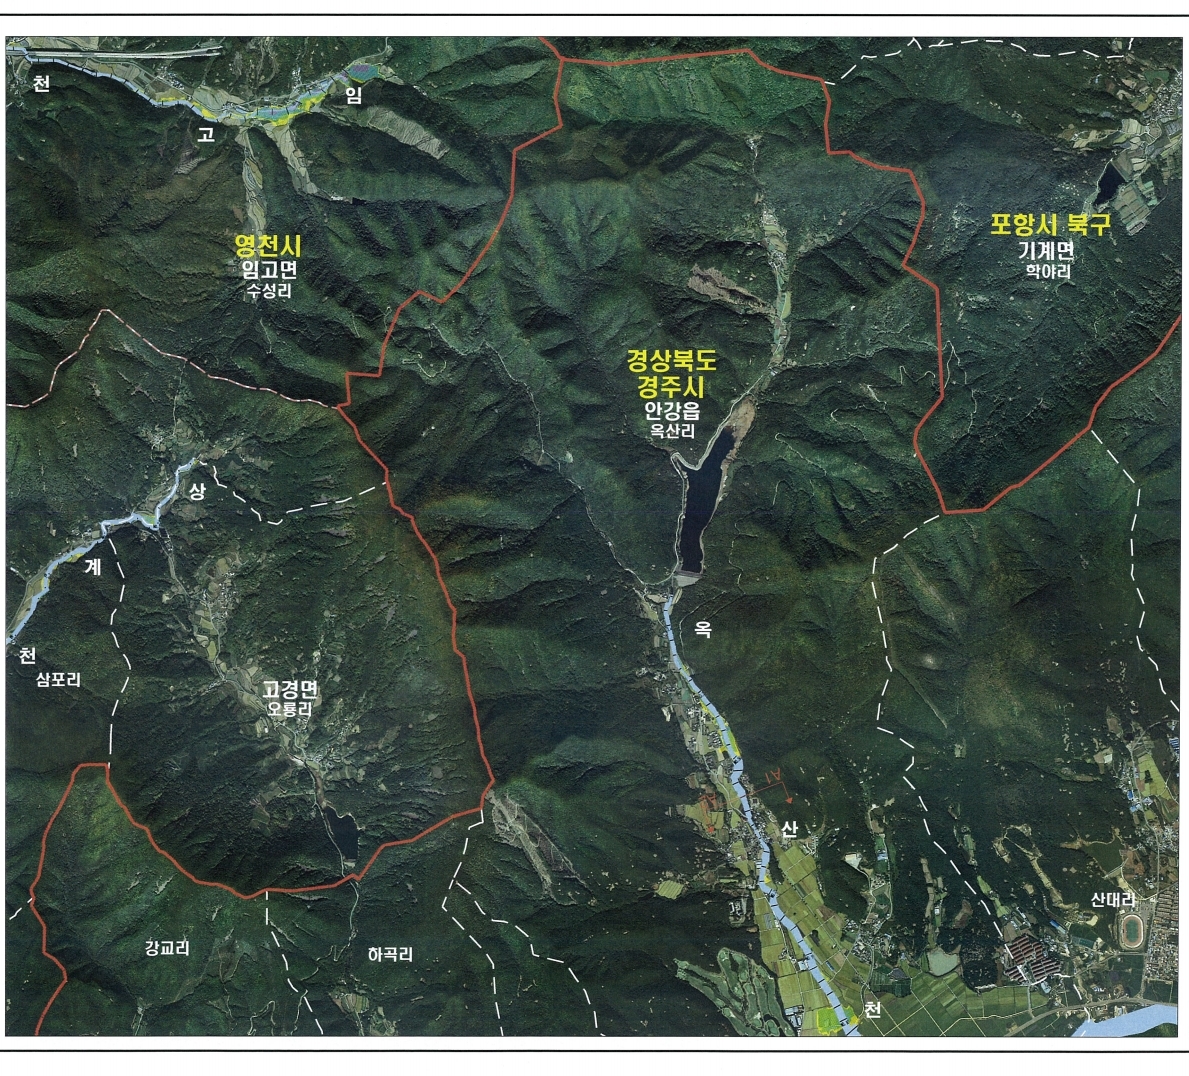 천
고
임
영천시
임고면
수성리
포항서 북구
기계면
학야리
경상북도
경주시
안강읍
옥산리
상
계
천
삼포리
옥
고경면
오룡리
A1
산
산대리
강교리
하곡리
천